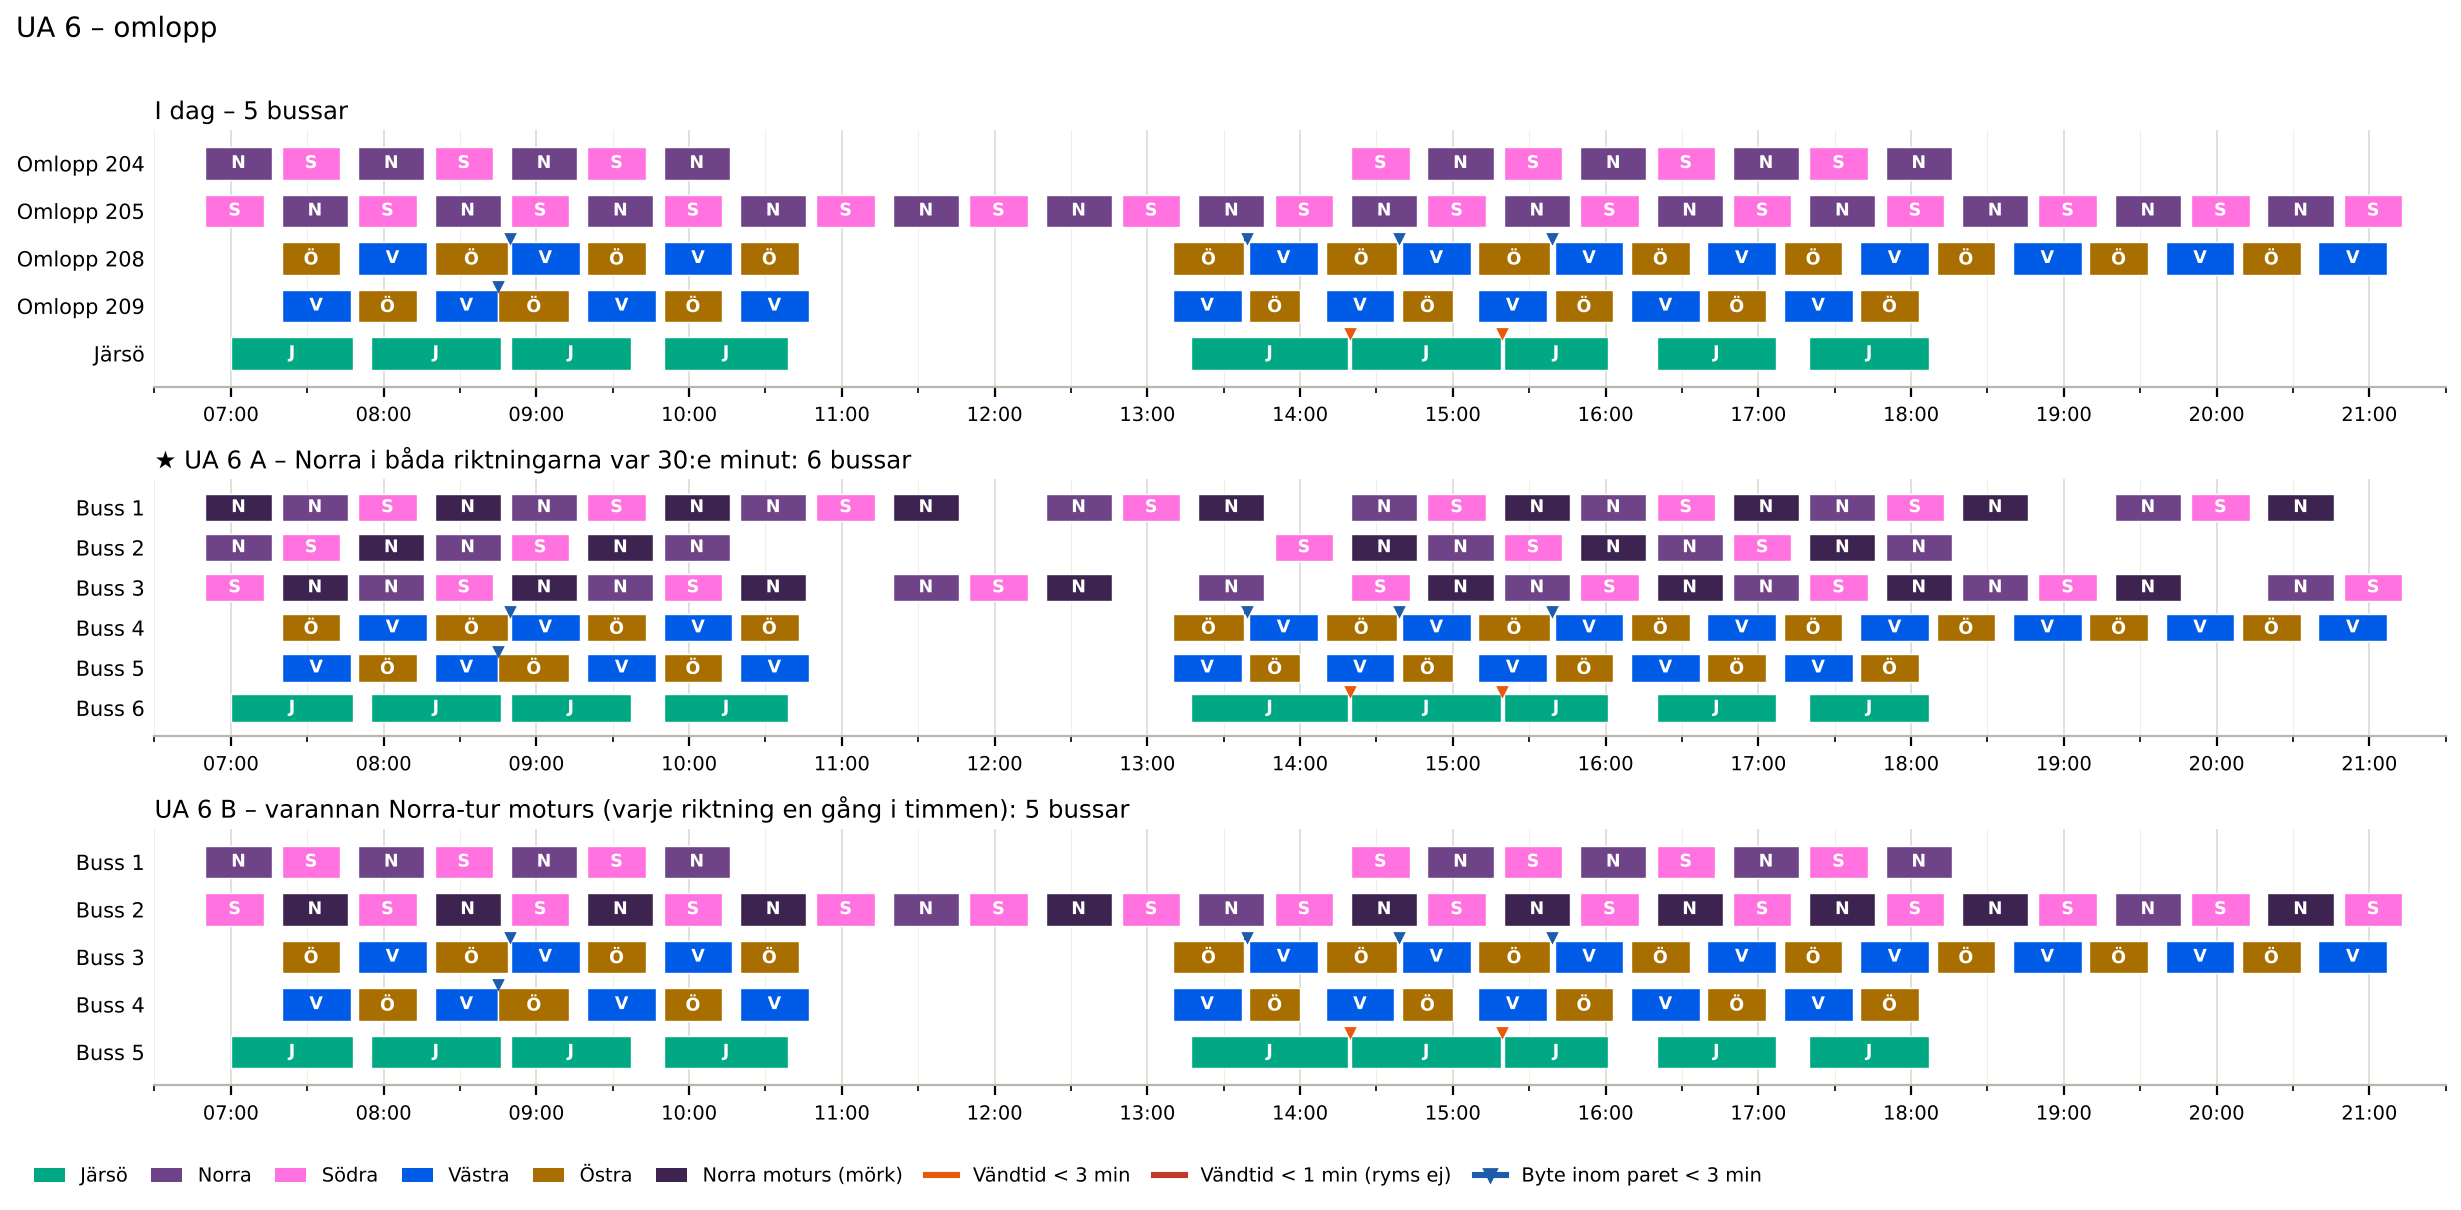 UA 6 – omlopp
I dag – 5 bussar
Omlopp 204 N S N S N S N S N S N S N S N
Omlopp 205 S N S N S N S N S N S N S N S N S N S N S N S N S N S N S
Omlopp 208 Ö V Ö V Ö V Ö Ö V Ö V Ö V Ö V Ö V Ö V Ö V Ö V
Omlopp 209 V Ö V Ö V Ö V V Ö V Ö V Ö V Ö V Ö
Järsö J J J J J J J J J
07:00 08:00 09:00 10:00 11:00 12:00 13:00 14:00 15:00 16:00 17:00 18:00 19:00 20:00 21:00
★ UA 6 A – Norra i båda riktningarna var 30:e minut: 6 bussar
Buss 1 N N S N N S N N S N N S N N S N N S N N S N N S N
Buss 2 N S N N S N N S N N S N N S N N
Buss 3 S N N S N N S N N S N N S N N S N N S N N S N N S
Buss 4 Ö V Ö V Ö V Ö Ö V Ö V Ö V Ö V Ö V Ö V Ö V Ö V
Buss 5 V Ö V Ö V Ö V V Ö V Ö V Ö V Ö V Ö
Buss 6 J J J J J J J J J
07:00 08:00 09:00 10:00 11:00 12:00 13:00 14:00 15:00 16:00 17:00 18:00 19:00 20:00 21:00
UA 6 B – varannan Norra-tur moturs (varje riktning en gång i timmen): 5 bussar
Buss 1 N S N S N S N S N S N S N S N
Buss 2 S N S N S N S N S N S N S N S N S N S N S N S N S N S N S
Buss 3 Ö V Ö V Ö V Ö Ö V Ö V Ö V Ö V Ö V Ö V Ö V Ö V
Buss 4 V Ö V Ö V Ö V V Ö V Ö V Ö V Ö V Ö
Buss 5 J J J J J J J J J
07:00 08:00 09:00 10:00 11:00 12:00 13:00 14:00 15:00 16:00 17:00 18:00 19:00 20:00 21:00
Järsö Norra Södra Västra Östra Norra moturs (mörk) Vändtid < 3 min Vändtid < 1 min (ryms ej) Byte inom paret < 3 min